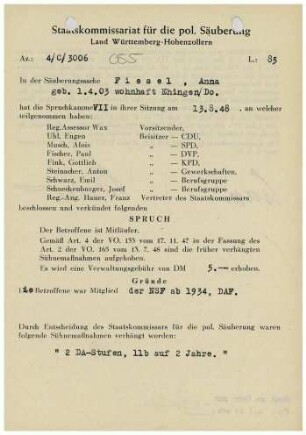 Staatskommissariat für die pol. Säuberung
Land Württemberg-Hohenzollern
Az.: 4/C/3006 655 L.: 85
In der Säuberungssache Fiesel, Anna
geb. 1.4.03 wohnhaft Ehingen/Do.
hat die Spruchkammer VII in ihrer Sitzung am 13.8.48 , an welcher
teilgenommen haben:
Reg.Assessor Wax Vorsitzender,
Uhl, Eugen Beisitzer — CDU,
Musch, Alois „ — SPD,
Fischer, Paul „ — DVP,
Fink, Gottlieb „ — KPD,
Steinacher, Anton „ — Gewerkschaften,
Schwarz, Emil „ — Berufsgruppe
Schneckenburger, Josef „ — Berufsgruppe
Reg.-Ang. Hauer, Franz Vertreter des Staatskommissars
beschlossen und verkündet folgenden
SPRUCH
Der Betroffene ist Mitläufer.
Gemäß Art. 4 der VO. 133 vom 17. 11. 47 in der Fassung des
Art. 2 der VO. 165 vom 13. 7. 48 sind die früher verhängten
Sühnemaßnahmen aufgehoben.
Es wird eine Verwaltungsgebühr von DM 5.— erhoben.
Gründe
Die Betroffene war Mitglied der NSF ab 1934, DAF.
Durch Entscheidung des Staatskommissars für die pol. Säuberung waren
folgende Sühnemaßnahmen verhängt worden:
" 2 DA-Stufen, 11b auf 2 Jahre. "